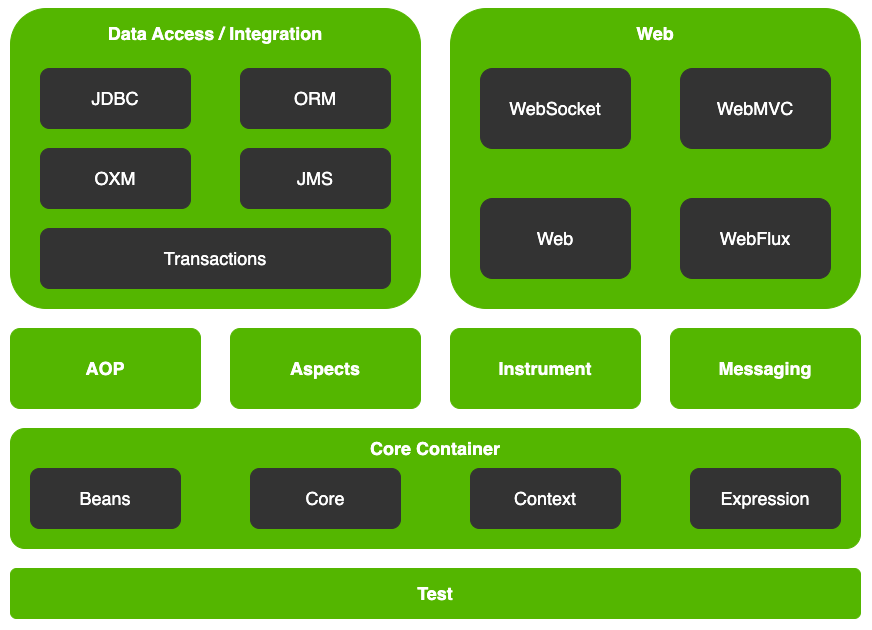 Data Access / Integration
JDBC
ORM
OXM
JMS
Transactions
Web
WebSocket
WebMVC
Web
WebFlux
AOP
Aspects
Instrument
Messaging
Core Container
Beans
Core
Context
Expression
Test